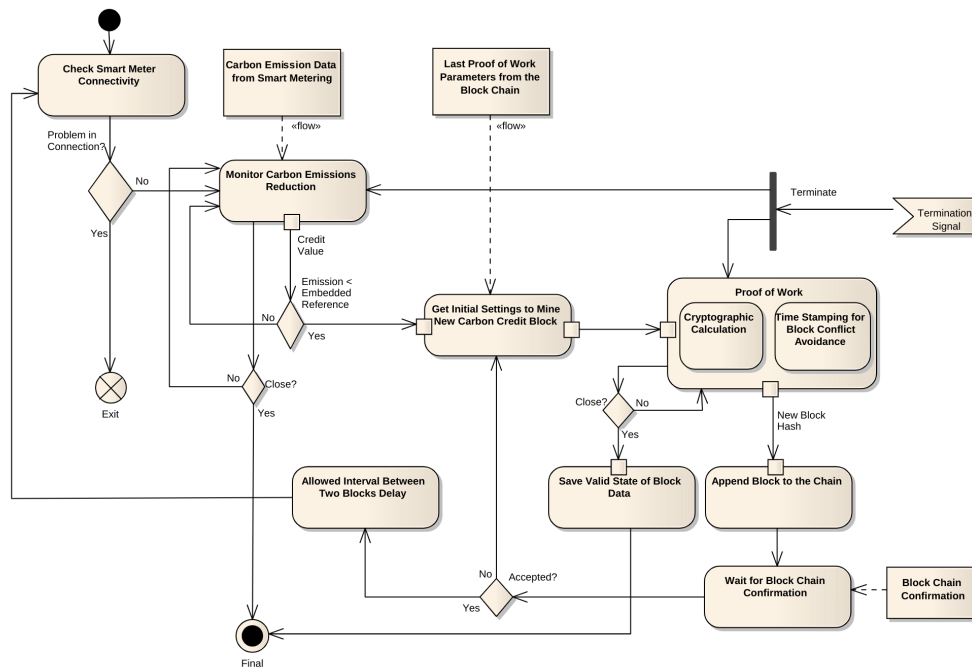 Check Smart Meter
Connectivity
Carbon Emission Data
from Smart Metering
Last Proof of Work
Parameters from the
Block Chain
«flow»
«flow»
Problem in
Connection?
No
Yes
Monitor Carbon Emissions
Reduction
Terminate
Termination
Signal
Credit
Value
Emission <
Embedded
Reference
No
Yes
Get Initial Settings to Mine
New Carbon Credit Block
Proof of Work
Cryptographic
Calculation
Time Stamping for
Block Conflict
Avoidance
No
Close?
Yes
Exit
Close?
No
Yes
New Block
Hash
Allowed Interval Between
Two Blocks Delay
Save Valid State of Block
Data
Append Block to the Chain
No
Accepted?
Yes
Wait for Block Chain
Confirmation
Block Chain
Confirmation
Final